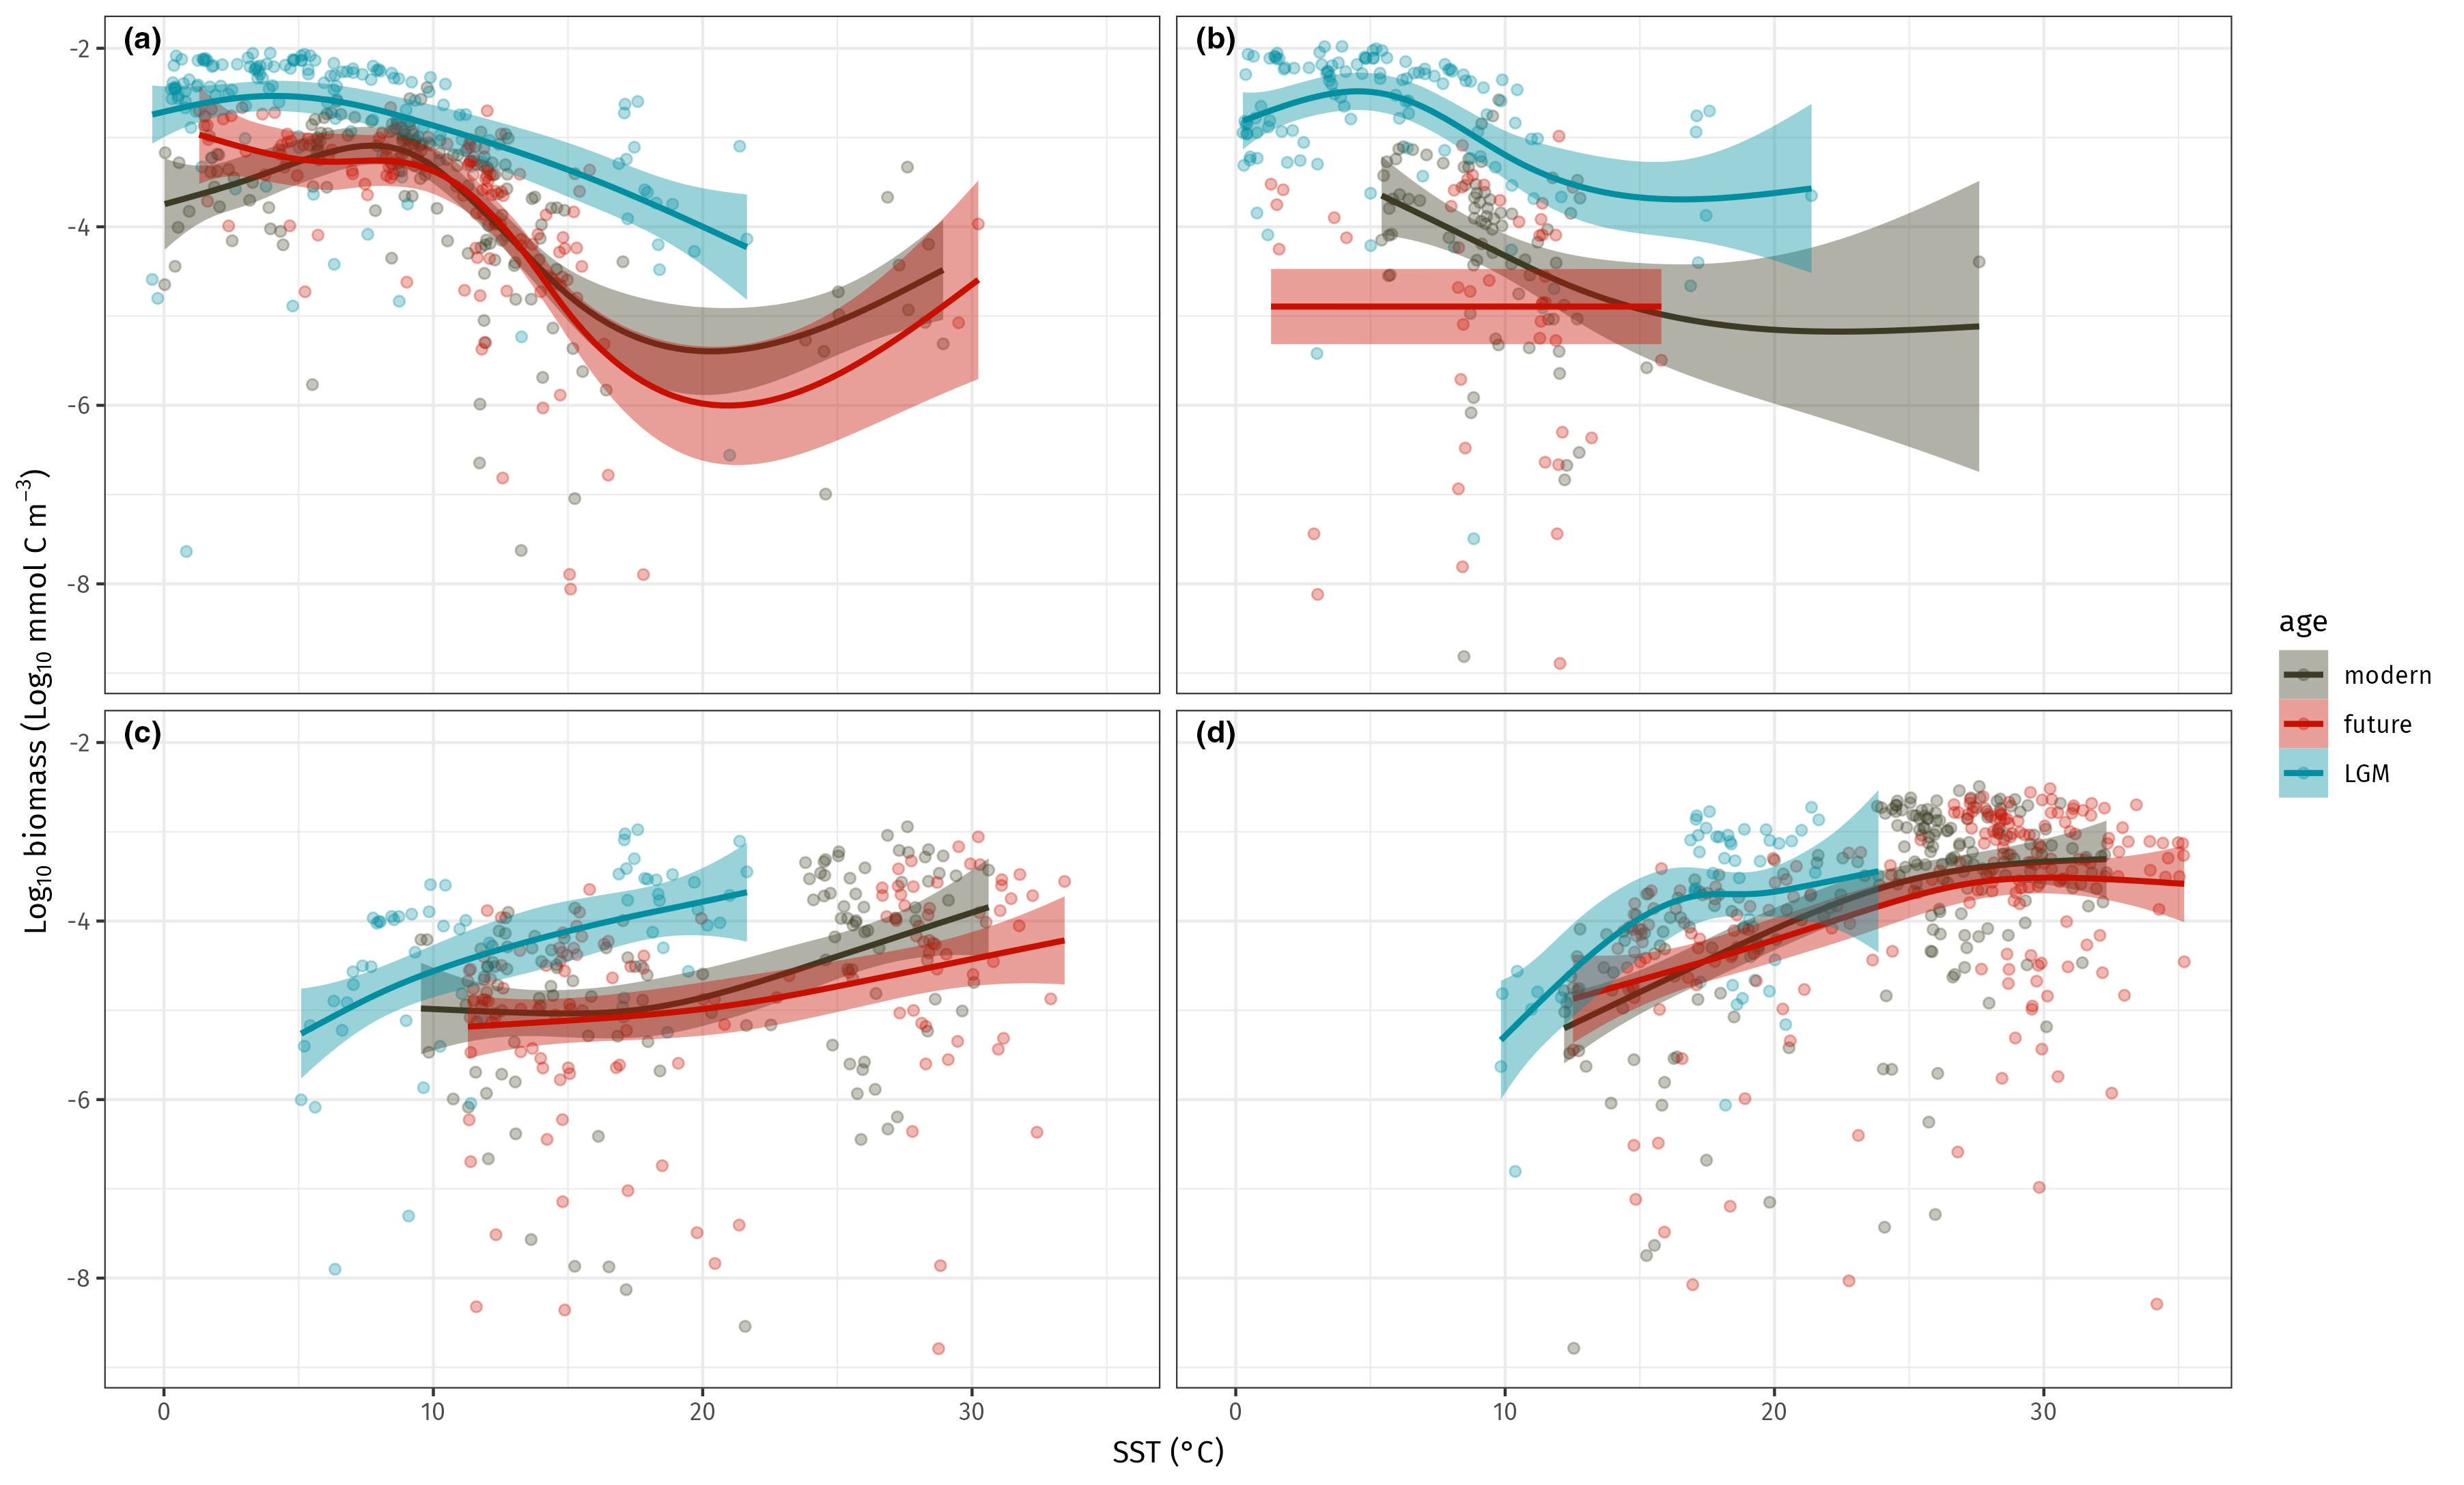 (a)
(b)
-2
-4
-6
-8
(c)
(d)
-2
-4
-6
-8
0
10
20
30
0
10
20
30
SST (°C)
Log₁₀ biomass (Log₁₀ mmol C m⁻³)
age
modern
future
LGM